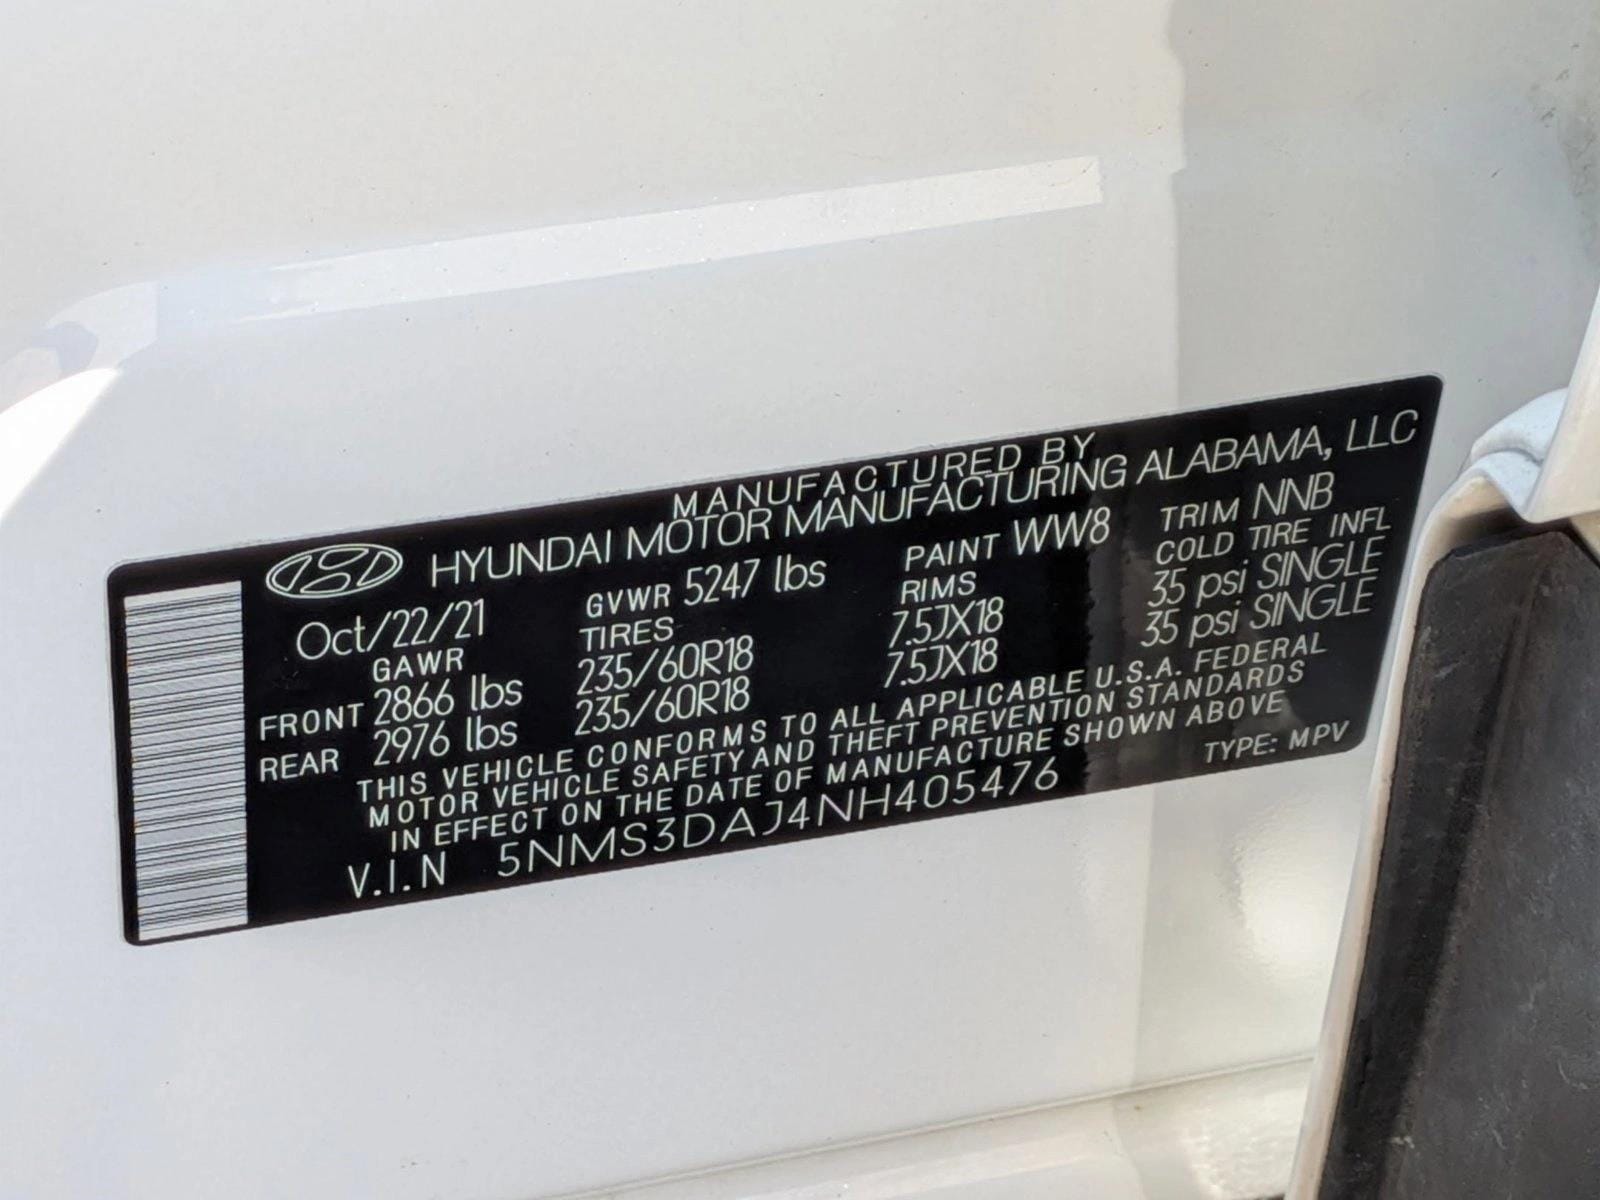 MANUFACTURED BY
HYUNDAI MOTOR MANUFACTURING ALABAMA, LLC
Oct/22/21 GVWR 5247 lbs PAINT WW8 TRIM NNB
GAWR TIRES RIMS COLD TIRE INFL
FRONT 2866 lbs 235/60R18 7.5JX18 35 psi SINGLE
REAR 2976 lbs 235/60R18 7.5JX18 35 psi SINGLE
THIS VEHICLE CONFORMS TO ALL APPLICABLE U.S.A. FEDERAL
MOTOR VEHICLE SAFETY AND THEFT PREVENTION STANDARDS
IN EFFECT ON THE DATE OF MANUFACTURE SHOWN ABOVE
V.I.N 5NMS3DAJ4NH405476 TYPE: MPV